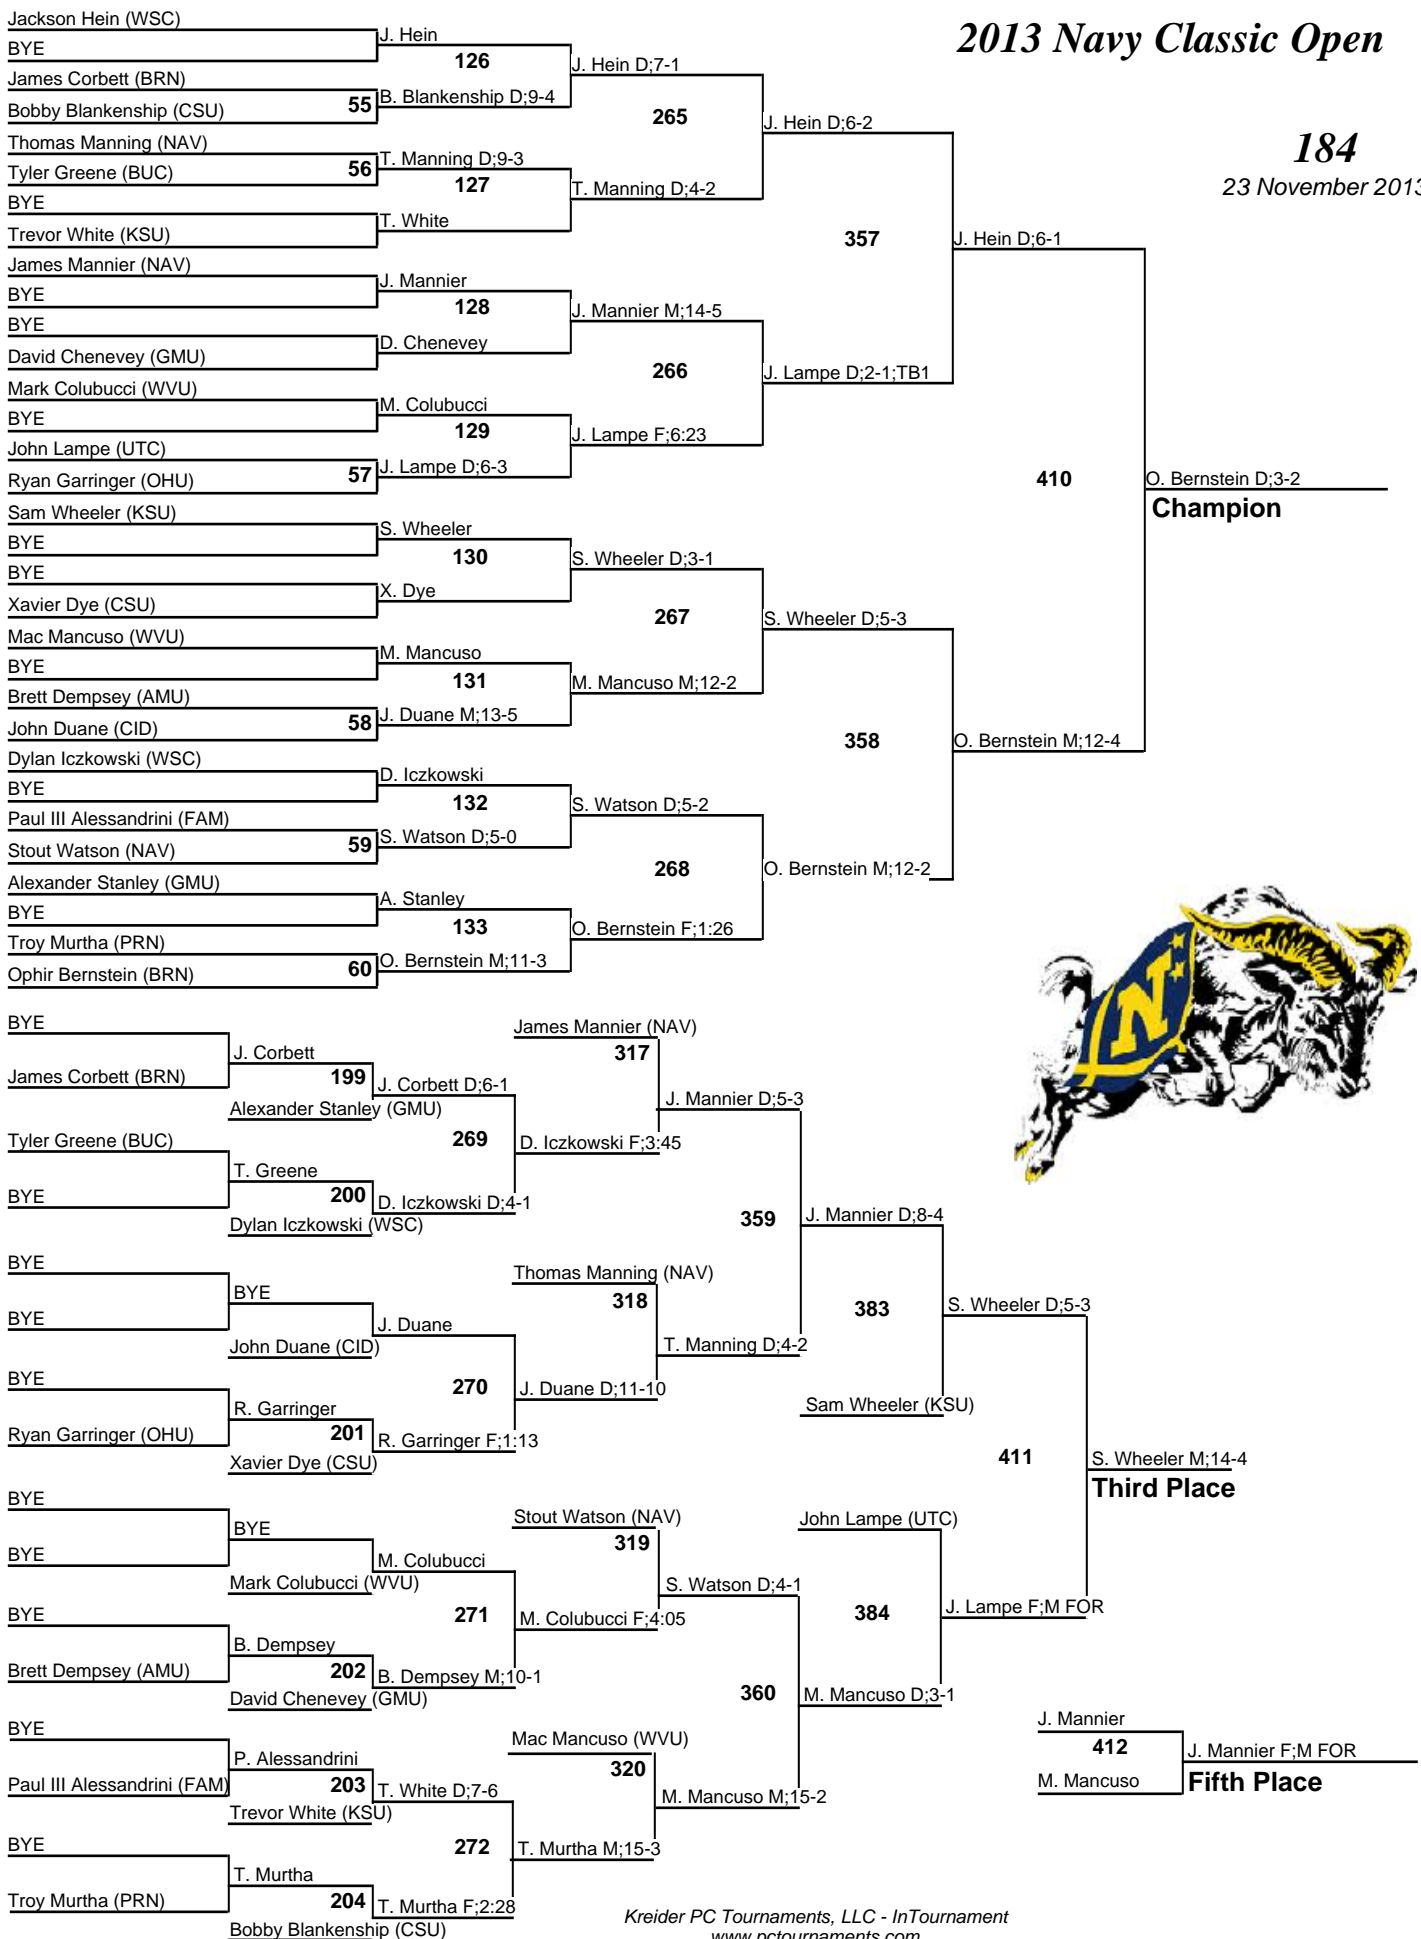 2013 Navy Classic Open
184
23 November 2013
Jackson Hein (WSC)
BYE
James Corbett (BRN)
Bobby Blankenship (CSU)
Thomas Manning (NAV)
Tyler Greene (BUC)
BYE
Trevor White (KSU)
James Mannier (NAV)
BYE
BYE
David Chenevey (GMU)
Mark Colubucci (WVU)
BYE
John Lampe (UTC)
Ryan Garringer (OHU)
Sam Wheeler (KSU)
BYE
BYE
Xavier Dye (CSU)
Mac Mancuso (WVU)
BYE
Brett Dempsey (AMU)
John Duane (CID)
Dylan Iczkowski (WSC)
BYE
Paul III Alessandrini (FAM)
Stout Watson (NAV)
Alexander Stanley (GMU)
BYE
Troy Murtha (PRN)
Ophir Bernstein (BRN)
55
56
57
58
59
60
J. Hein
126
B. Blankenship D;9-4
T. Manning D;9-3
127
T. White
J. Mannier
128
D. Chenevey
M. Colubucci
129
J. Lampe D;6-3
S. Wheeler
130
X. Dye
M. Mancuso
131
J. Duane M;13-5
D. Iczkowski
132
S. Watson D;5-0
A. Stanley
133
O. Bernstein M;11-3
J. Hein D;7-1
265
T. Manning D;4-2
J. Mannier M;14-5
266
J. Lampe F;6:23
S. Wheeler D;3-1
267
M. Mancuso M;12-2
S. Watson D;5-2
268
O. Bernstein F;1:26
J. Hein D;6-2
357
J. Lampe D;2-1;TB1
S. Wheeler D;5-3
358
O. Bernstein M;12-2
J. Hein D;6-1
410
O. Bernstein M;12-4
O. Bernstein D;3-2
Champion
N
BYE
James Corbett (BRN)
Tyler Greene (BUC)
BYE
BYE
BYE
BYE
Ryan Garringer (OHU)
BYE
BYE
BYE
Brett Dempsey (AMU)
BYE
Paul III Alessandrini (FAM)
BYE
Troy Murtha (PRN)
J. Corbett
199
Alexander Stanley (GMU)
T. Greene
200
Dylan Iczkowski (WSC)
BYE
John Duane (CID)
R. Garringer
201
Xavier Dye (CSU)
BYE
Mark Colubucci (WVU)
B. Dempsey
202
David Chenevey (GMU)
P. Alessandrini
203
Trevor White (KSU)
T. Murtha
204
Bobby Blankenship (CSU)
J. Corbett D;6-1
269
D. Iczkowski D;4-1
J. Duane
270
R. Garringer F;1:13
M. Colubucci
271
B. Dempsey M;10-1
T. White D;7-6
272
T. Murtha F;2:28
James Mannier (NAV)
317
D. Iczkowski F;3:45
Thomas Manning (NAV)
318
J. Duane D;11-10
Stout Watson (NAV)
319
M. Colubucci F;4:05
Mac Mancuso (WVU)
320
T. Murtha M;15-3
J. Mannier D;5-3
359
T. Manning D;4-2
S. Watson D;4-1
360
M. Mancuso M;15-2
J. Mannier D;8-4
383
Sam Wheeler (KSU)
John Lampe (UTC)
384
M. Mancuso D;3-1
S. Wheeler D;5-3
411
J. Lampe F;M FOR
S. Wheeler M;14-4
Third Place
J. Mannier
412
M. Mancuso
J. Mannier F;M FOR
Fifth Place
Kreider PC Tournaments, LLC - InTournament
www.pctournaments.com